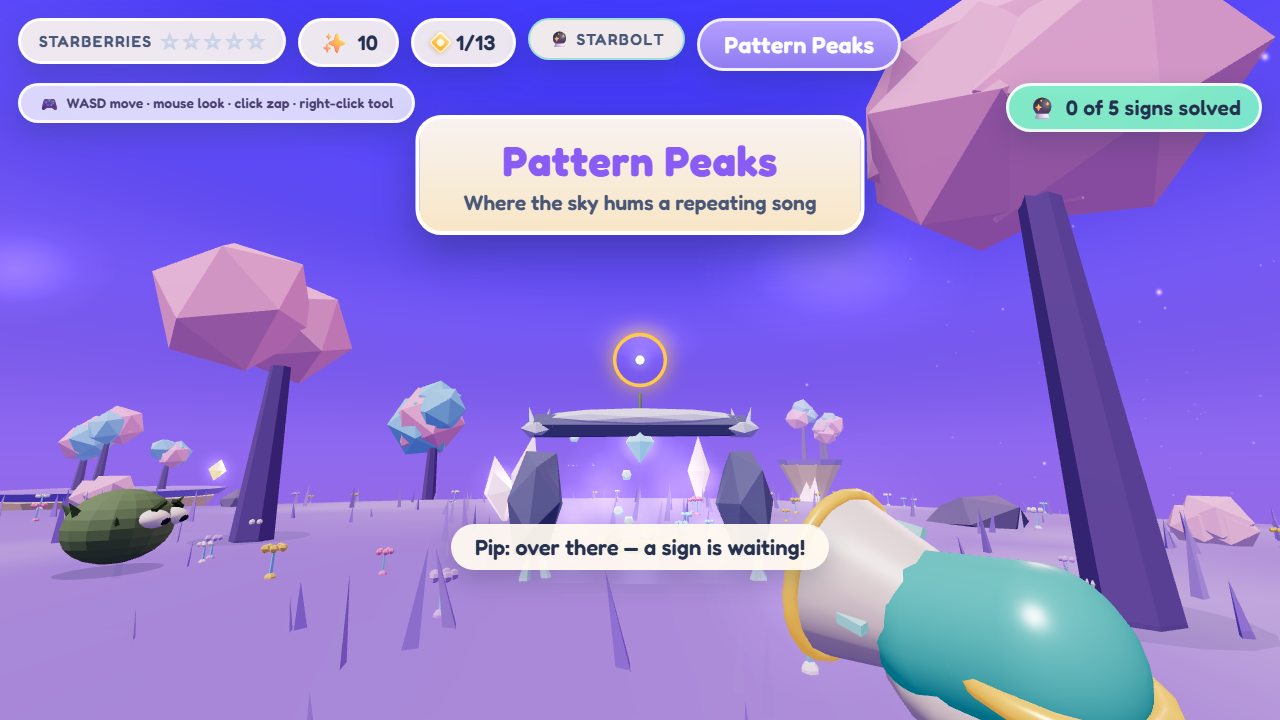 STARBERRIES
10
1/13
STARBOLT
Pattern Peaks
WASD move · mouse look · click zap · right-click tool
0 of 5 signs solved
Pattern Peaks
Where the sky hums a repeating song
Pip: over there — a sign is waiting!